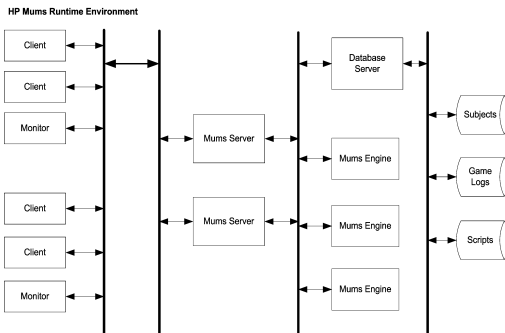 HP Mums Runtime Environment
Client
Client
Monitor
Client
Client
Monitor
Mums Server
Mums Server
Database
Server
Mums Engine
Mums Engine
Mums Engine
Subjects
Game
Logs
Scripts